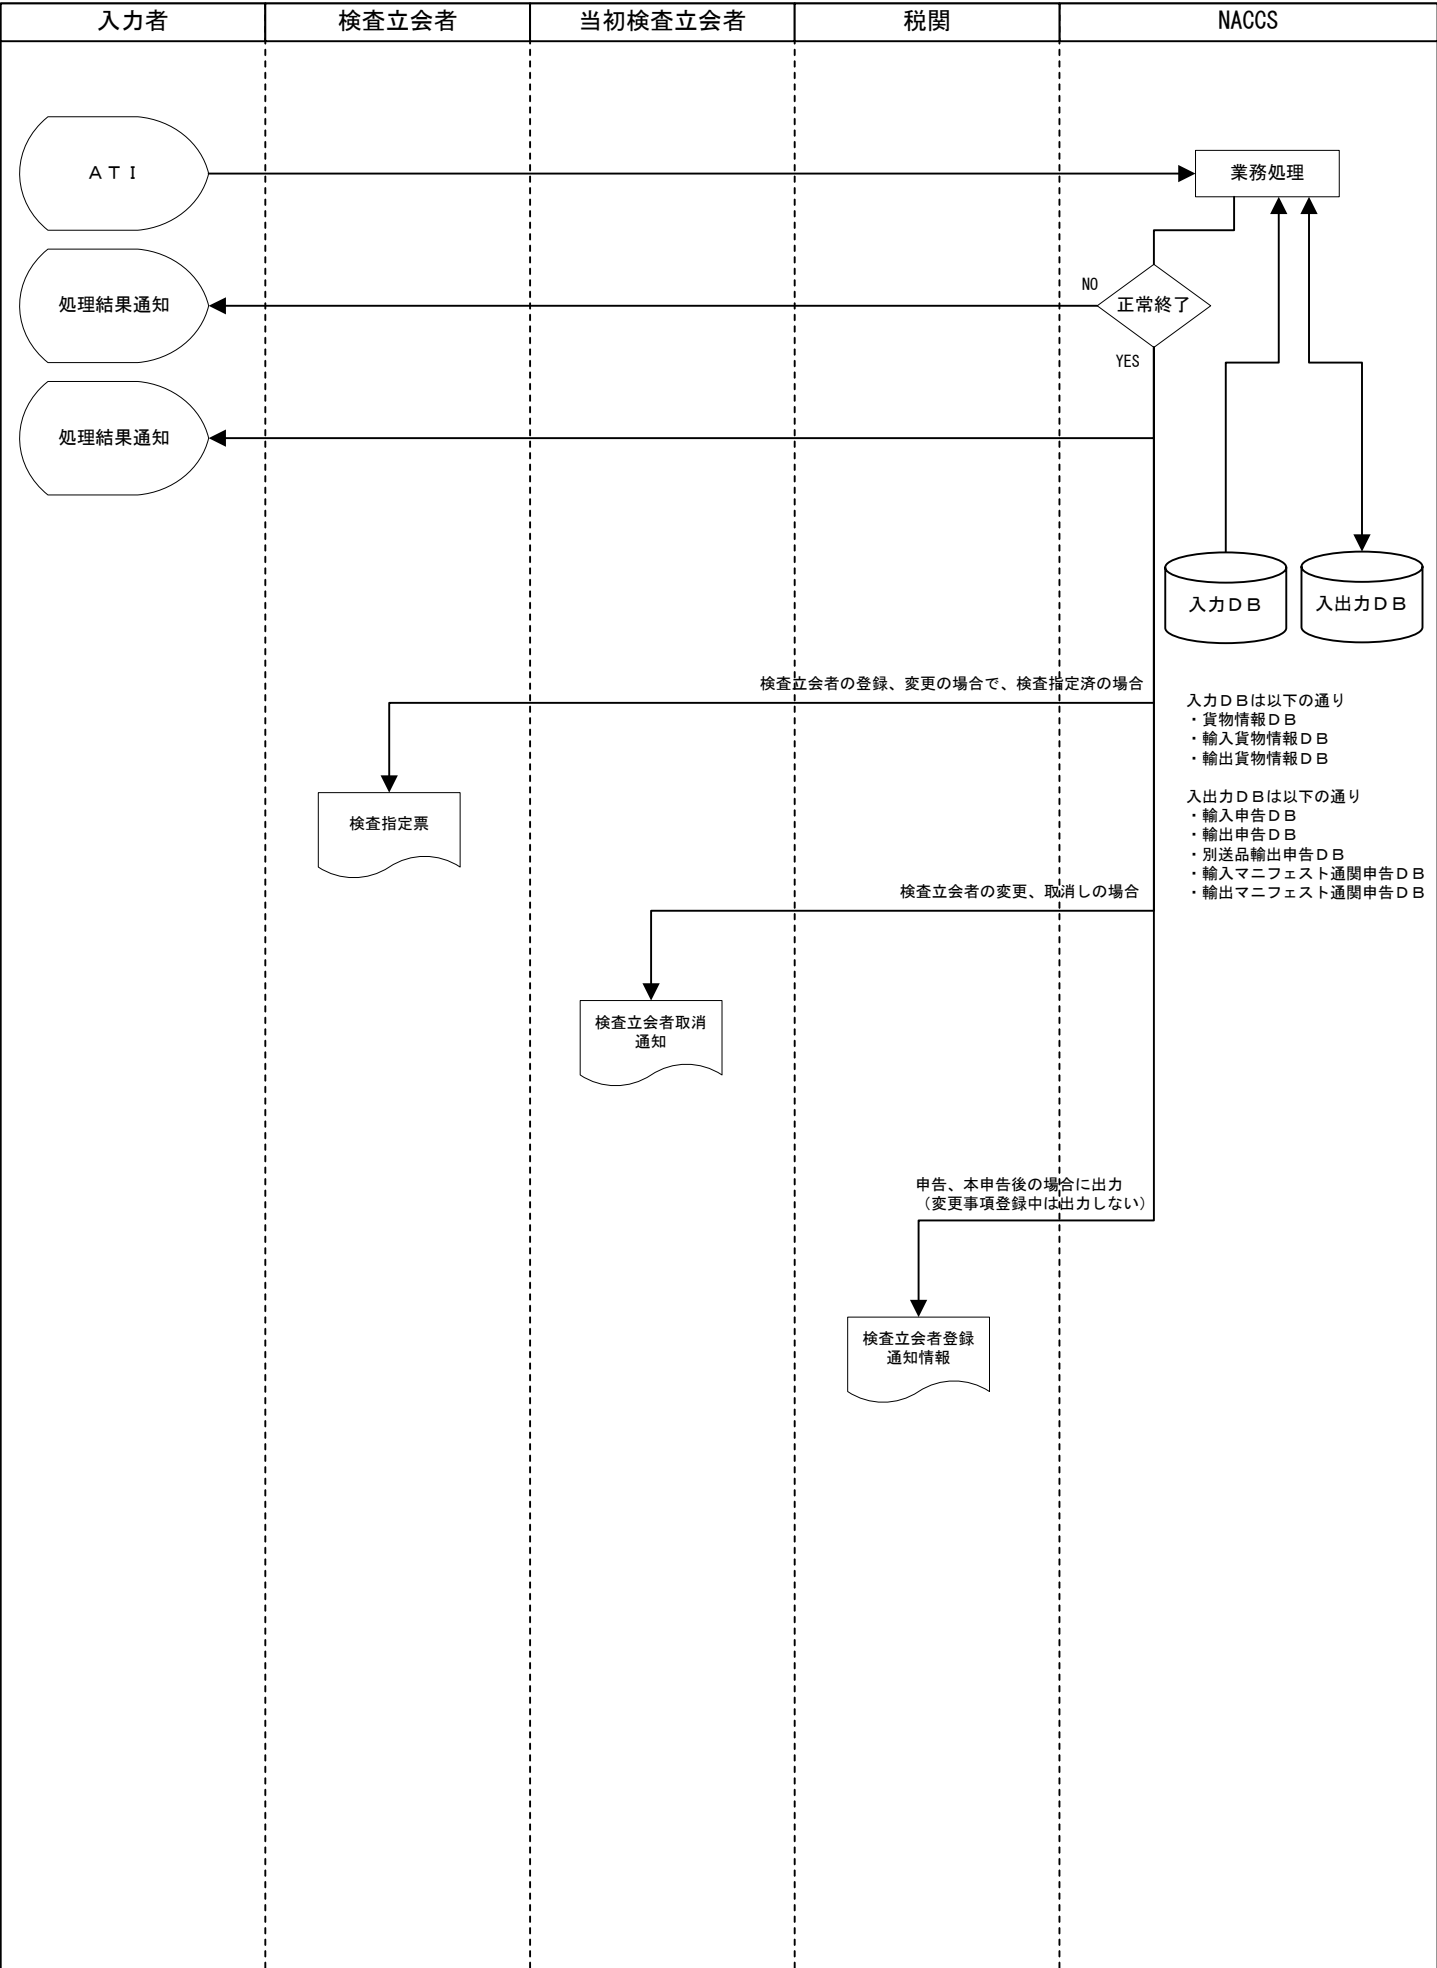 入力者
検査立会者
当初検査立会者
税関
NACCS
ＡＴＩ
業務処理
処理結果通知
NO
正常終了
YES
処理結果通知
入力ＤＢ
入出力ＤＢ
検査立会者の登録、変更の場合で、検査指定済の場合
入力ＤＢは以下の通り
・貨物情報ＤＢ
・輸入貨物情報ＤＢ
・輸出貨物情報ＤＢ
入出力ＤＢは以下の通り
・輸入申告ＤＢ
・輸出申告ＤＢ
・別送品輸出申告ＤＢ
・輸入マニフェスト通関申告ＤＢ
・輸出マニフェスト通関申告ＤＢ
検査指定票
検査立会者の変更、取消しの場合
検査立会者取消
通知
申告、本申告後の場合に出力
（変更事項登録中は出力しない）
検査立会者登録
通知情報